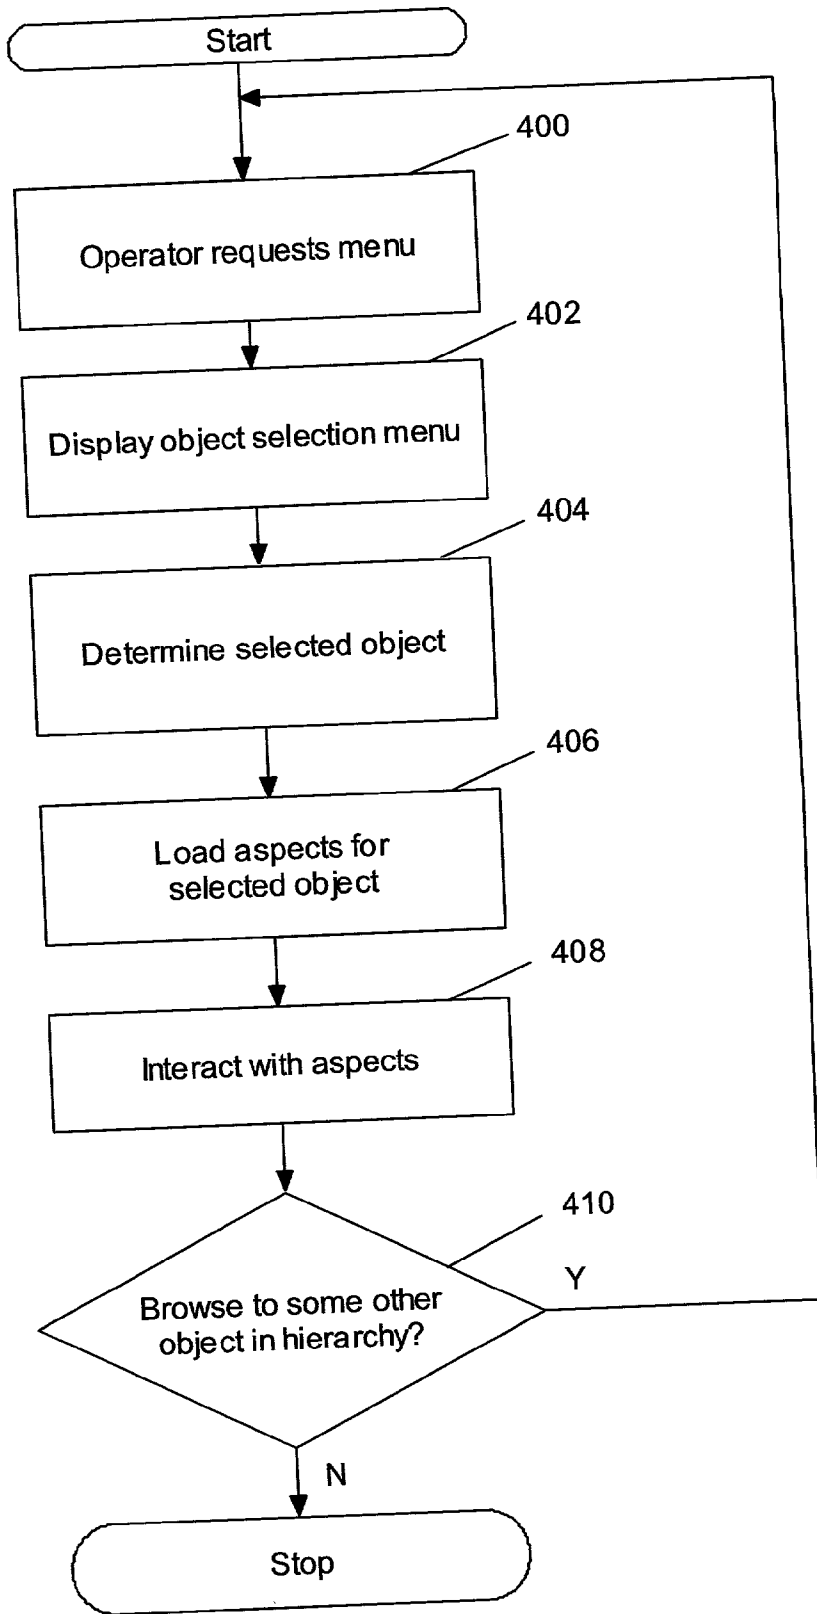 Start
400
Operator requests menu
402
Display object selection menu
404
Determine selected object
406
Load aspects for
selected object
408
Interact with aspects
410
Browse to some other
object in hierarchy?
Y
N
Stop